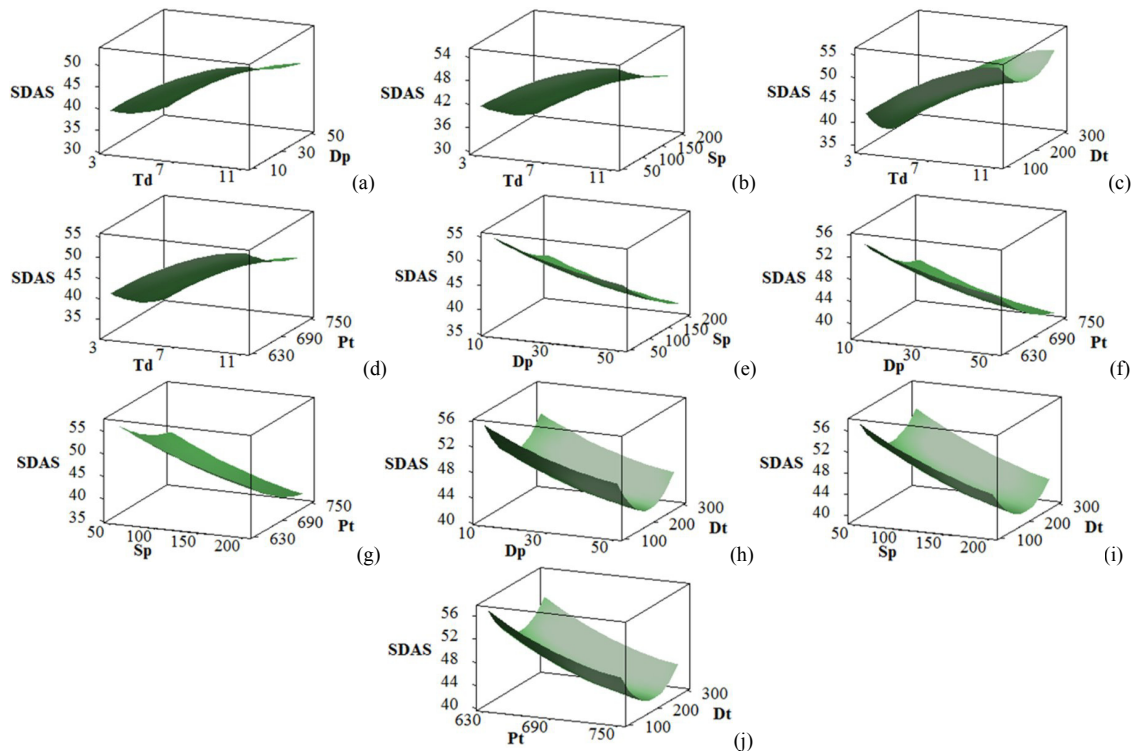 SDAS 50 45 40 35 30 3 7 11 Td 10 30 50 Dp (a)
SDAS 56 54 48 42 36 30 3 7 11 Td 50 100 150 200 Sp (b)
SDAS 55 50 45 40 35 3 7 11 Td 100 200 300 Dt (c)
SDAS 55 50 45 40 35 3 7 11 Td 630 690 750 Pt (d)
SDAS 55 50 45 40 35 10 30 50 Dp 50 100 150 200 Sp (e)
SDAS 56 52 48 44 40 10 30 50 Dp 630 690 750 Pt (f)
SDAS 55 50 45 40 35 50 100 150 200 Sp 630 690 750 Pt (g)
SDAS 56 52 48 44 40 10 30 50 Dp 100 200 300 Dt (h)
SDAS 56 52 48 44 40 50 100 150 200 Sp 100 200 300 Dt (i)
SDAS 56 52 48 44 40 630 690 750 Pt 100 200 300 Dt (j)